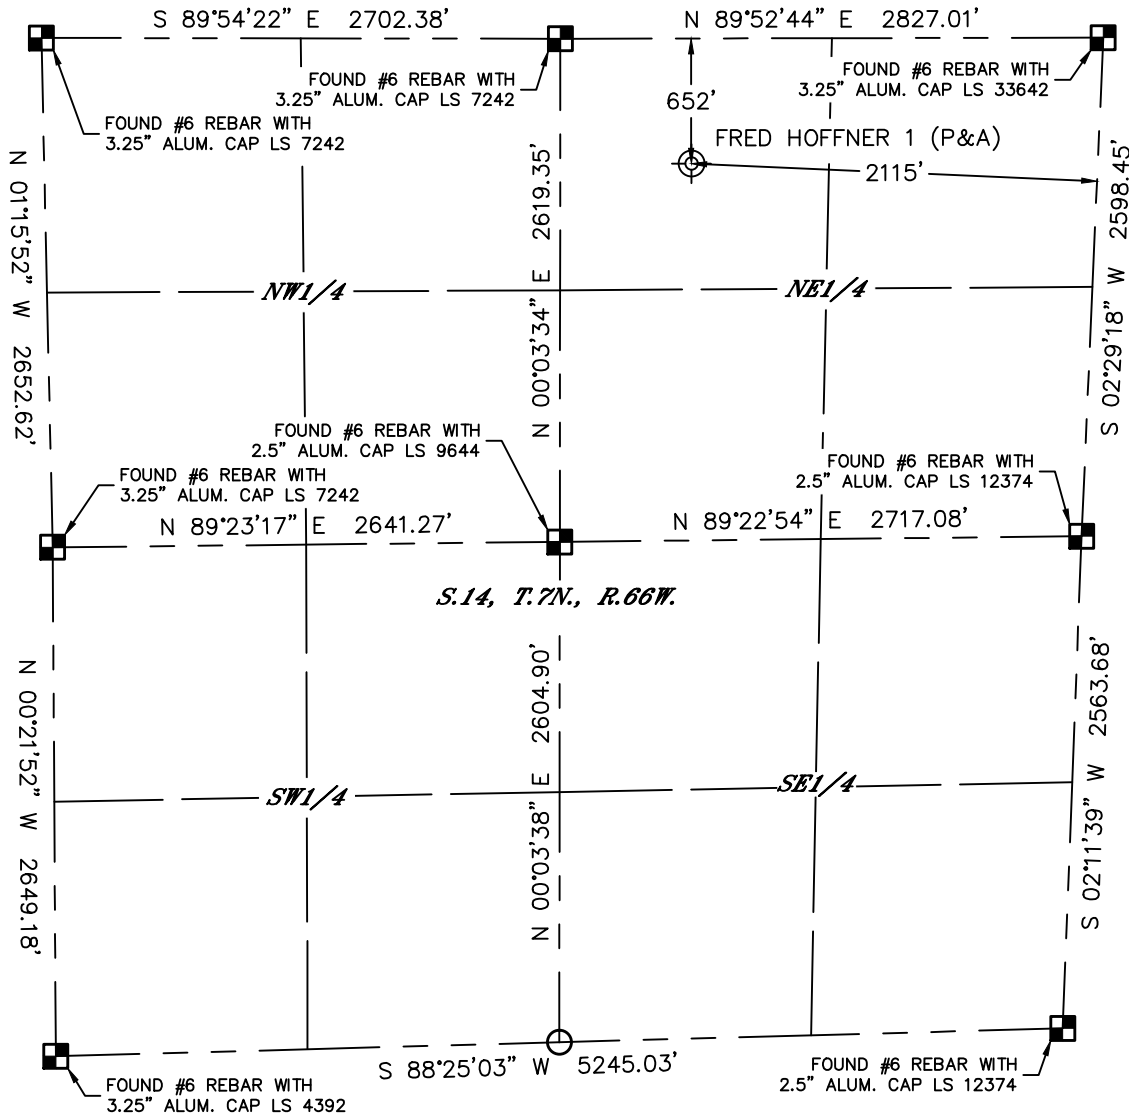 S 89°54'22" E 2702.38'
N 89°52'44" E 2827.01'
FOUND #6 REBAR WITH
3.25" ALUM. CAP LS 7242
FOUND #6 REBAR WITH
3.25" ALUM. CAP LS 33642
652'
FOUND #6 REBAR WITH
3.25" ALUM. CAP LS 7242
FRED HOFFNER 1 (P&A)
2115'
N 01°15'52" W 2652.62'
N 00°03'34" E 2619.35'
S 02°29'18" W 2598.45'
NW1/4
NE1/4
FOUND #6 REBAR WITH
2.5" ALUM. CAP LS 9644
FOUND #6 REBAR WITH
3.25" ALUM. CAP LS 7242
FOUND #6 REBAR WITH
2.5" ALUM. CAP LS 12374
N 89°23'17" E 2641.27'
N 89°22'54" E 2717.08'
S.14, T.7N., R.66W.
N 00°21'52" W 2649.18'
N 00°03'38" E 2604.90'
S 02°11'39" W 2563.68'
SW1/4
SE1/4
S 88°25'03" W 5245.03'
FOUND #6 REBAR WITH
3.25" ALUM. CAP LS 4392
FOUND #6 REBAR WITH
2.5" ALUM. CAP LS 12374